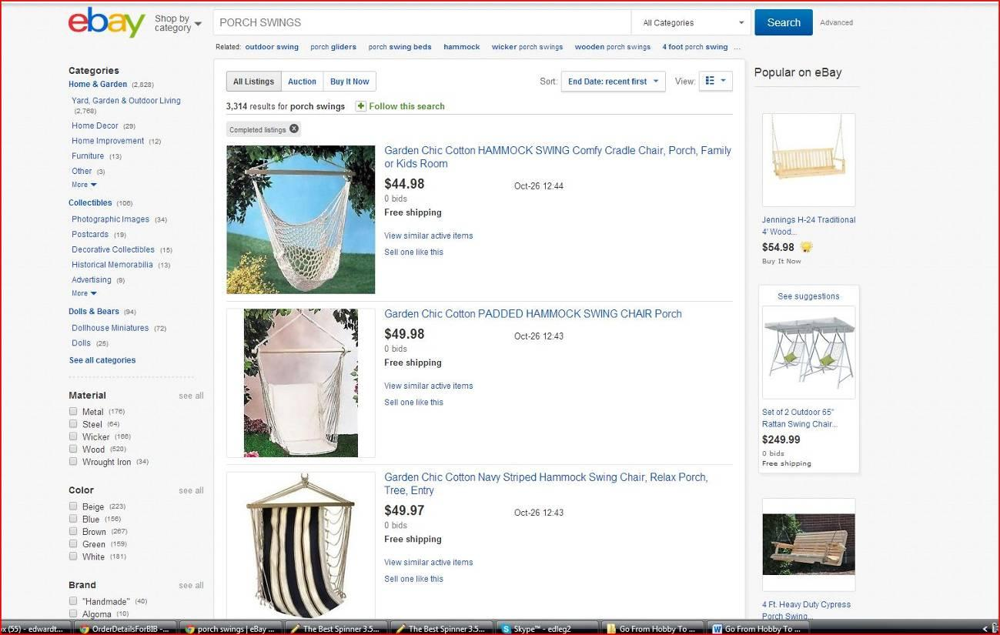 ebay
Shop by
category
PORCH SWINGS
All Categories
Search
Advanced
Related: outdoor swing porch gliders porch swing beds hammock wicker porch swings wooden porch swings 4 foot porch swing ...
Categories
Home & Garden (2,828)
Yard, Garden & Outdoor Living
(2,768)
Home Decor (29)
Home Improvement (12)
Furniture (13)
Other (3)
More
Collectibles (106)
Photographic Images (34)
Postcards (19)
Decorative Collectibles (15)
Historical Memorabilia (13)
Advertising (9)
More
Dolls & Bears (94)
Dollhouse Miniatures (72)
Dolls (25)
See all categories
Material see all
Metal (176)
Steel (64)
Wicker (166)
Wood (520)
Wrought Iron (34)
Color see all
Beige (223)
Blue (156)
Brown (267)
Green (159)
White (181)
Brand see all
"Handmade" (40)
Algoma (10)
All Listings Auction Buy It Now
Sort: End Date: recent first View:
3,314 results for porch swings Follow this search
Completed listings
Garden Chic Cotton HAMMOCK SWING Comfy Cradle Chair, Porch, Family
or Kids Room
$44.98 Oct-26 12:44
0 bids
Free shipping
View similar active items
Sell one like this
Garden Chic Cotton PADDED HAMMOCK SWING CHAIR Porch
$49.98 Oct-26 12:43
0 bids
Free shipping
View similar active items
Sell one like this
Garden Chic Cotton Navy Striped Hammock Swing Chair, Relax Porch,
Tree, Entry
$49.97 Oct-26 12:43
0 bids
Free shipping
View similar active items
Sell one like this
Popular on eBay
Jennings H-24 Traditional
4' Wood...
$54.98
Buy It Now
See suggestions
Set of 2 Outdoor 65"
Rattan Swing Chair...
$249.99
0 bids
Free shipping
4 Ft. Heavy Duty Cypress
Porch Swing...
x (55) - edwardt... OrderDetailsForBIB -... porch swings | eBay ... The Best Spinner 3.5... The Best Spinner 3.5... Skype™ - edleg2 Go From Hobby To ... Go From Hobby To ...